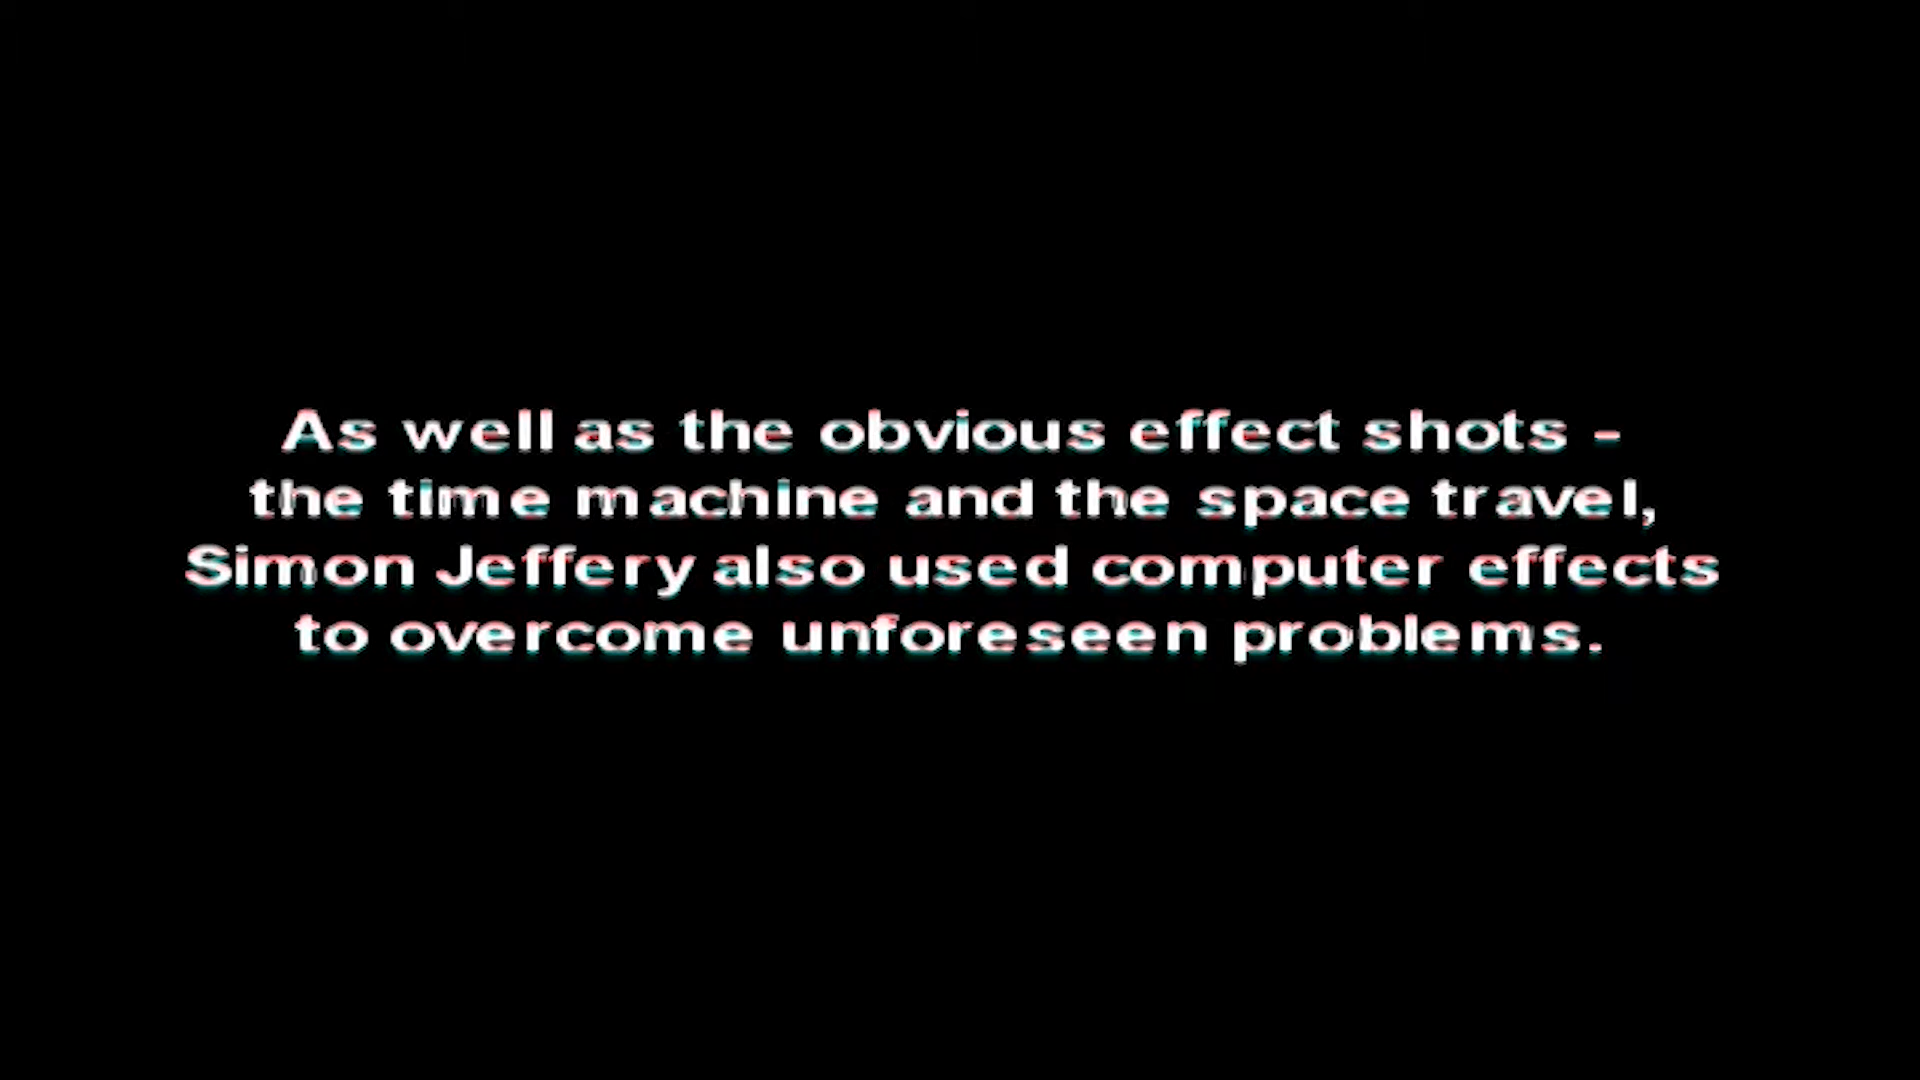 As well as the obvious effect shots -
the time machine and the space travel,
Simon Jeffery also used computer effects
to overcome unforeseen problems.